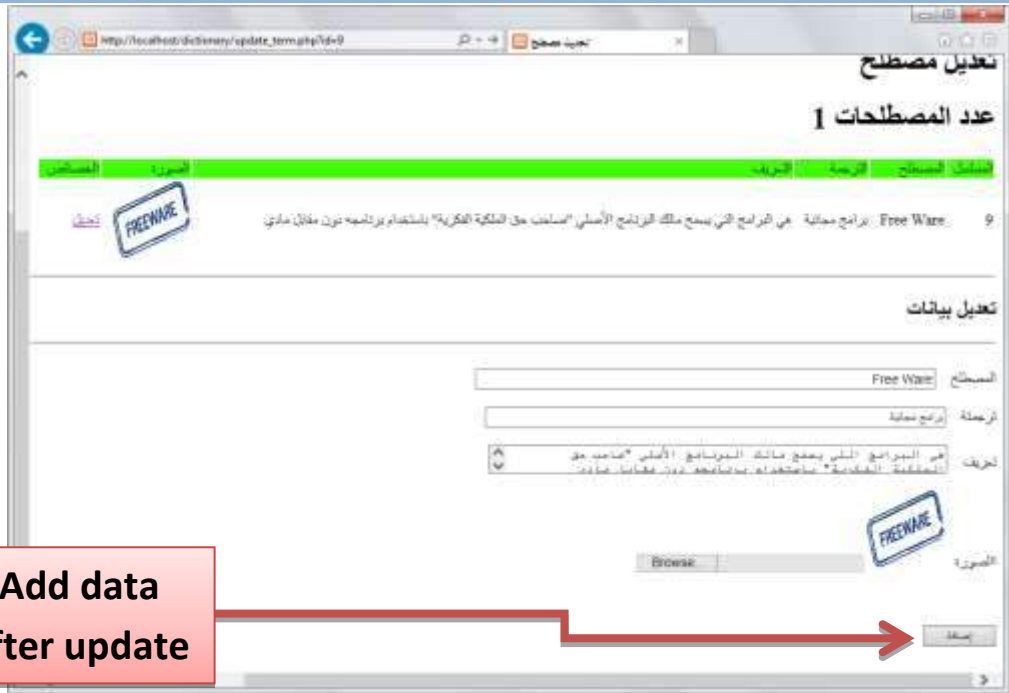 http://localhost/dictionary/update_term.php?id=9
تحديث مصطلح
تعديل مصطلح
عدد المصطلحات 1
المسلسل المصطلح الترجمة التعريف الصورة الخصائص
9 Free Ware برامج مجانية هي البرامج التي يسمح مالك البرنامج الأصلي "صاحب حق الملكية الفكرية" باستخدام برنامجه دون مقابل مادي FREEWARE تعديل
تعديل بيانات
المصطلح Free Ware
ترجمة برامج مجانية
تعريف هي البرامج التي يسمح مالك البرنامج الأصلي "صاحب حق
الملكية الفكرية" باستخدام برنامجه دون مقابل مادي
FREEWARE
الصورة Browse...
إضافة
Add data
fter update